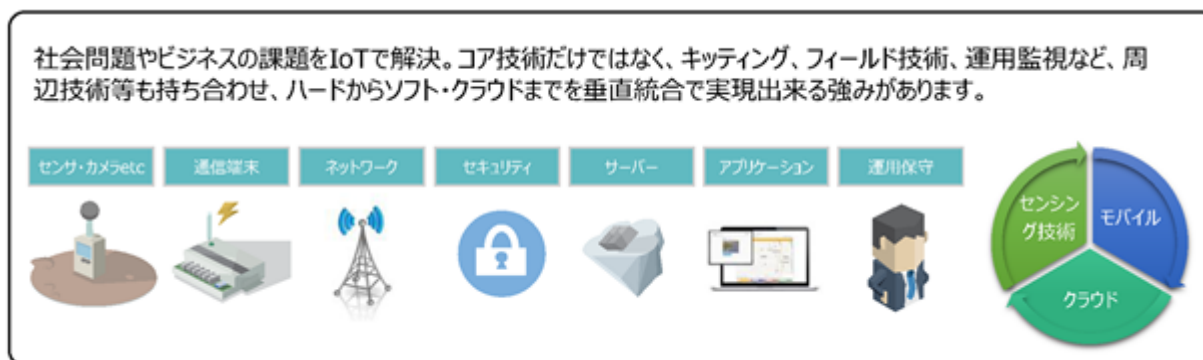 社会問題やビジネスの課題をIoTで解決。コア技術だけではなく、キッティング、フィールド技術、運用監視など、周
辺技術等も持ち合わせ、ハードからソフト・クラウドまでを垂直統合で実現出来る強みがあります。
センサ・カメラetc
通信端末
ネットワーク
セキュリティ
サーバー
アプリケーション
運用保守
センシン
グ技術
モバイル
クラウド